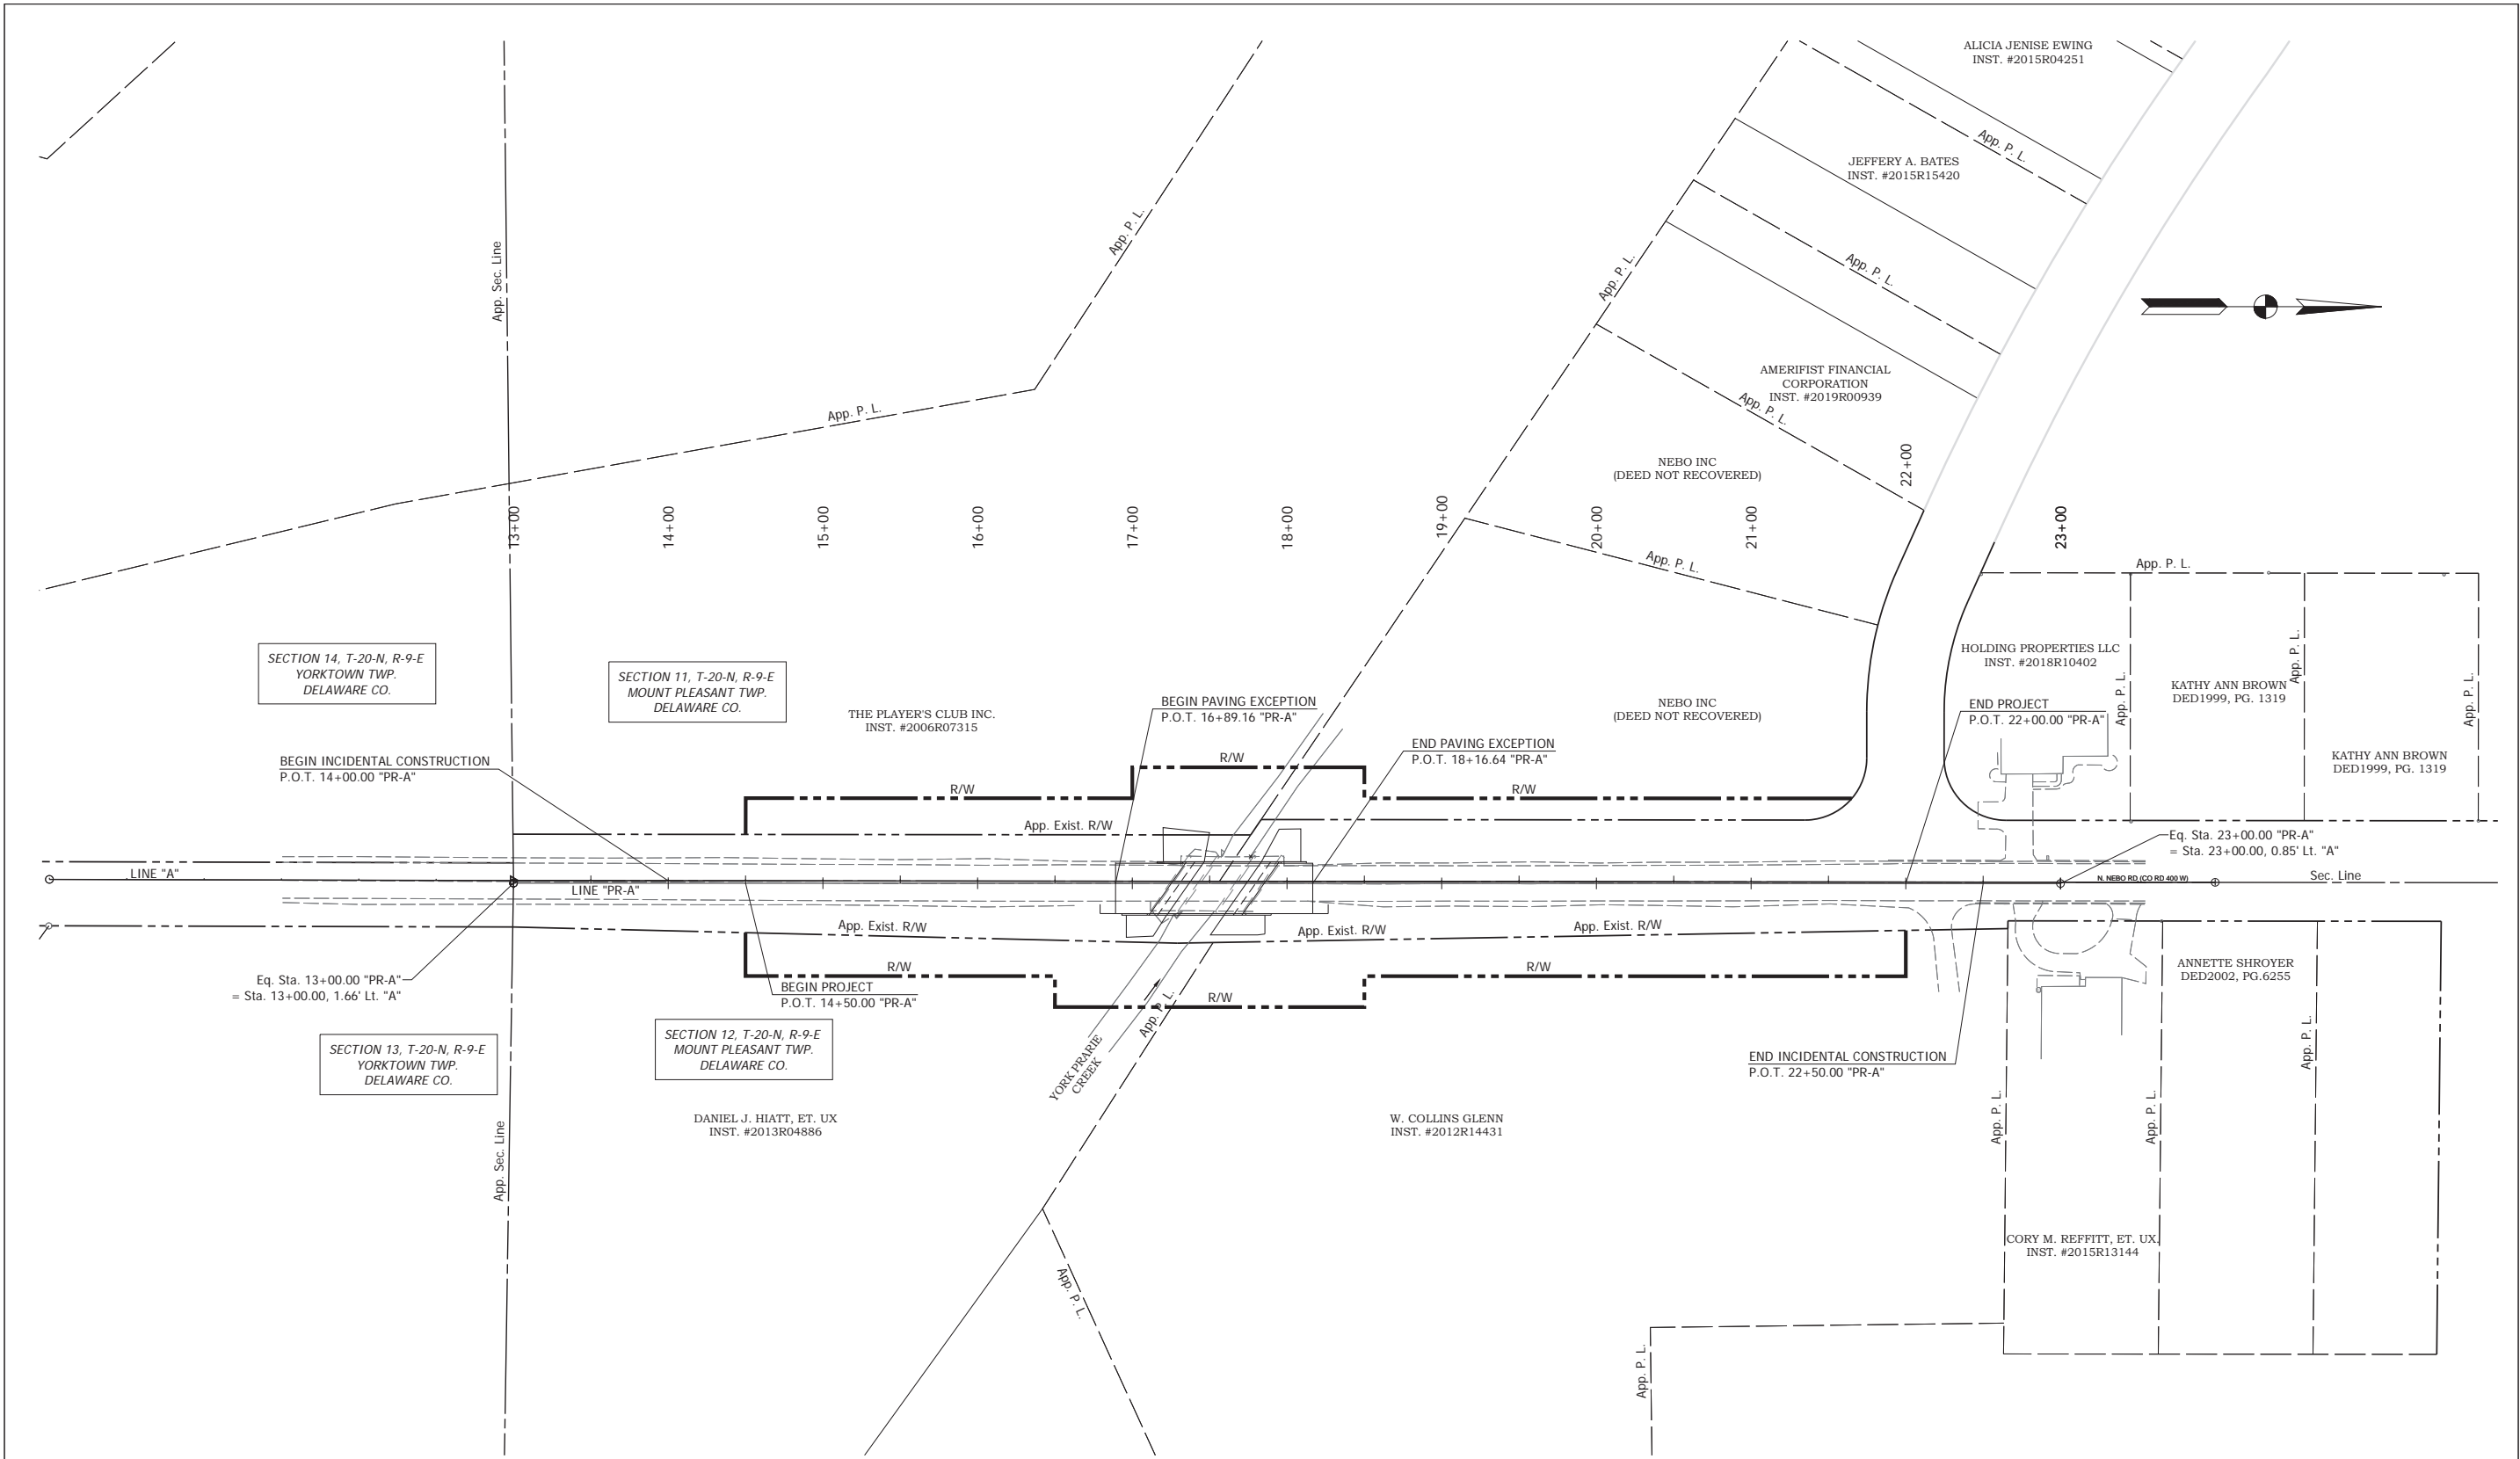 ALICIA JENISE EWING
INST. #2015R04251
App. P. L.
JEFFERY A. BATES
INST. #2015R15420
App. P. L.
App. P. L.
App. P. L.
App. Sec. Line
AMERIFIST FINANCIAL
CORPORATION
INST. #2019R00939
App. P. L.
App. P. L.
NEBO INC
(DEED NOT RECOVERED)
13+00
14+00
15+00
16+00
17+00
18+00
19+00
20+00
21+00
22+00
23+00
App. P. L.
App. P. L.
SECTION 14, T-20-N, R-9-E
YORKTOWN TWP.
DELAWARE CO.
SECTION 11, T-20-N, R-9-E
MOUNT PLEASANT TWP.
DELAWARE CO.
THE PLAYER'S CLUB INC.
INST. #2006R07315
BEGIN PAVING EXCEPTION
P.O.T. 16+89.16 "PR-A"
NEBO INC
(DEED NOT RECOVERED)
HOLDING PROPERTIES LLC
INST. #2018R10402
App. P. L.
App. P. L.
App. P. L.
KATHY ANN BROWN
DED1999, PG. 1319
END PROJECT
P.O.T. 22+00.00 "PR-A"
END PAVING EXCEPTION
P.O.T. 18+16.64 "PR-A"
KATHY ANN BROWN
DED1999, PG. 1319
BEGIN INCIDENTAL CONSTRUCTION
P.O.T. 14+00.00 "PR-A"
R/W
R/W
R/W
App. Exist. R/W
Eq. Sta. 23+00.00 "PR-A"
= Sta. 23+00.00, 0.85' Lt. "A"
LINE "A"
LINE "PR-A"
N. NEBO RD.(CO RD 400 W)
Sec. Line
App. Exist. R/W
App. Exist. R/W
App. Exist. R/W
R/W
R/W
R/W
Eq. Sta. 13+00.00 "PR-A"
= Sta. 13+00.00, 1.66' Lt. "A"
BEGIN PROJECT
P.O.T. 14+50.00 "PR-A"
ANNETTE SHROYER
DED2002, PG.6255
App. P. L.
YORK PRARIE
CREEK
SECTION 13, T-20-N, R-9-E
YORKTOWN TWP.
DELAWARE CO.
SECTION 12, T-20-N, R-9-E
MOUNT PLEASANT TWP.
DELAWARE CO.
END INCIDENTAL CONSTRUCTION
P.O.T. 22+50.00 "PR-A"
App. P. L.
App. P. L.
App. P. L.
App. Sec. Line
DANIEL J. HIATT, ET. UX
INST. #2013R04886
W. COLLINS GLENN
INST. #2012R14431
CORY M. REFFITT, ET. UX.
INST. #2015R13144
App. P. L.
App. P. L.